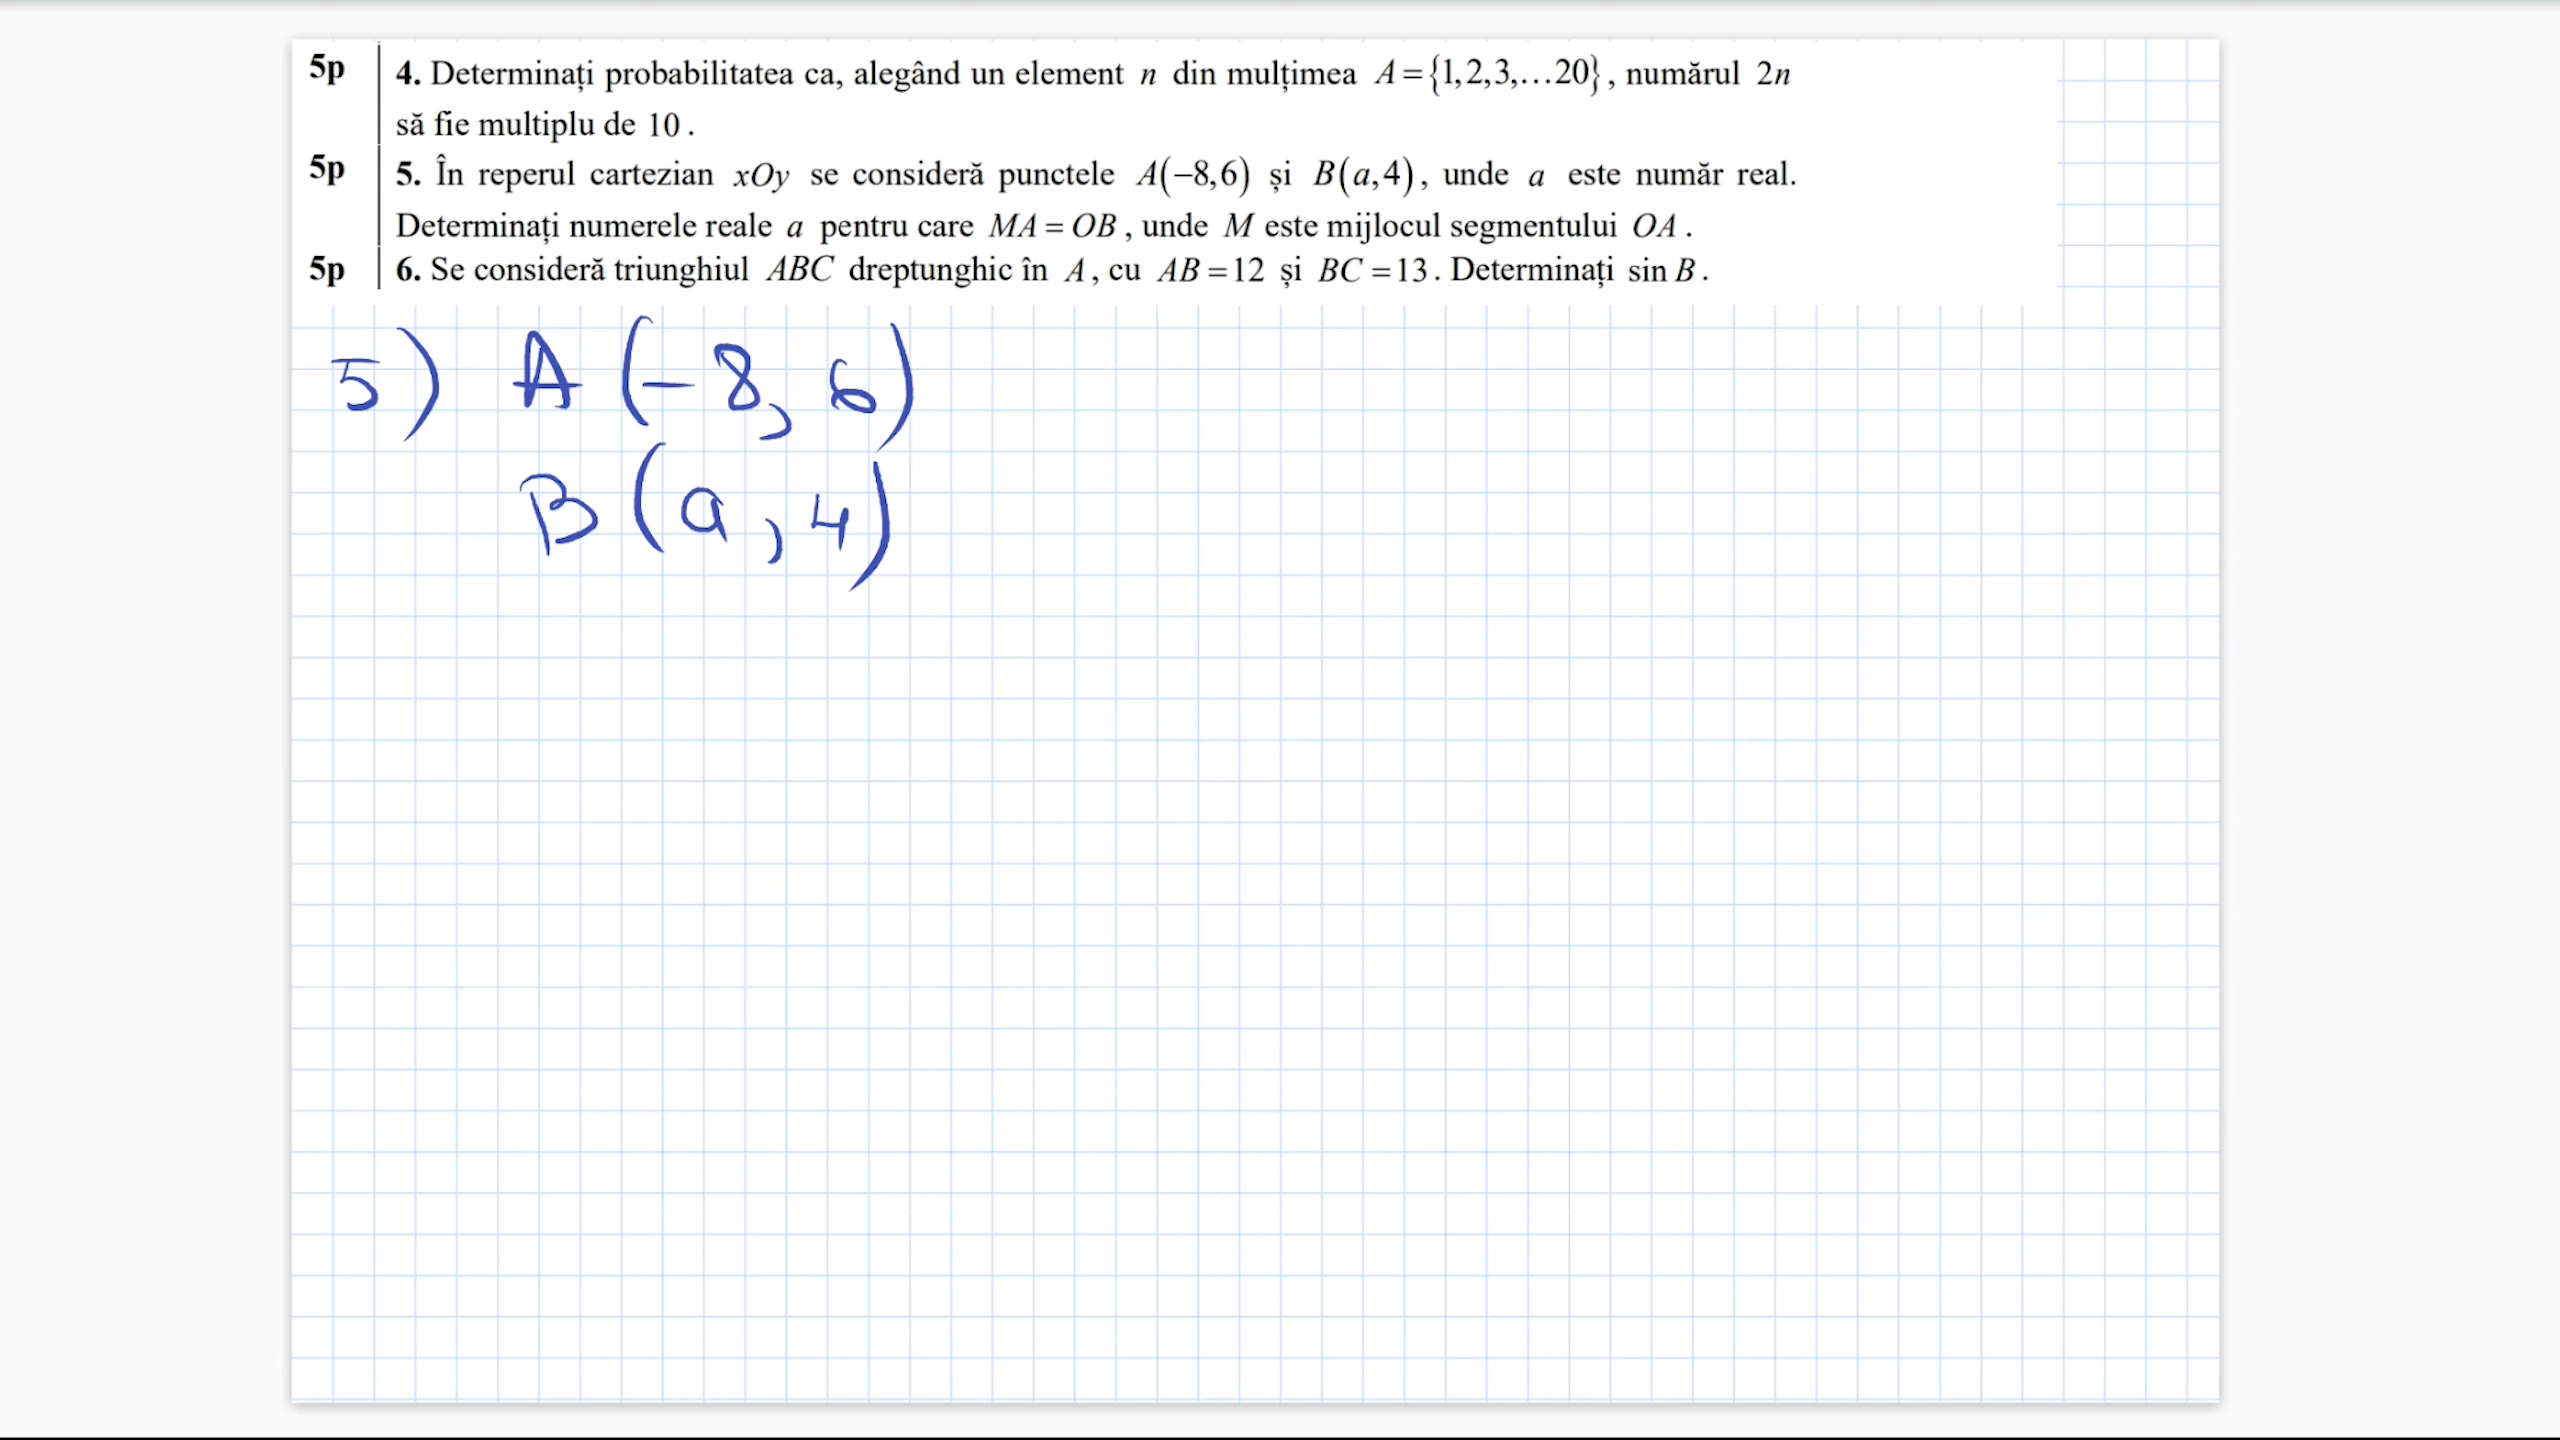 5p 4. Determinați probabilitatea ca, alegând un element n din mulțimea A={1,2,3,...20}, numărul 2n
să fie multiplu de 10.
5p 5. În reperul cartezian xOy se consideră punctele A(−8,6) și B(a,4), unde a este număr real.
Determinați numerele reale a pentru care MA = OB, unde M este mijlocul segmentului OA.
5p 6. Se consideră triunghiul ABC dreptunghic în A, cu AB=12 și BC=13. Determinați sin B.
5) A (-8, 6)
B (a, 4)